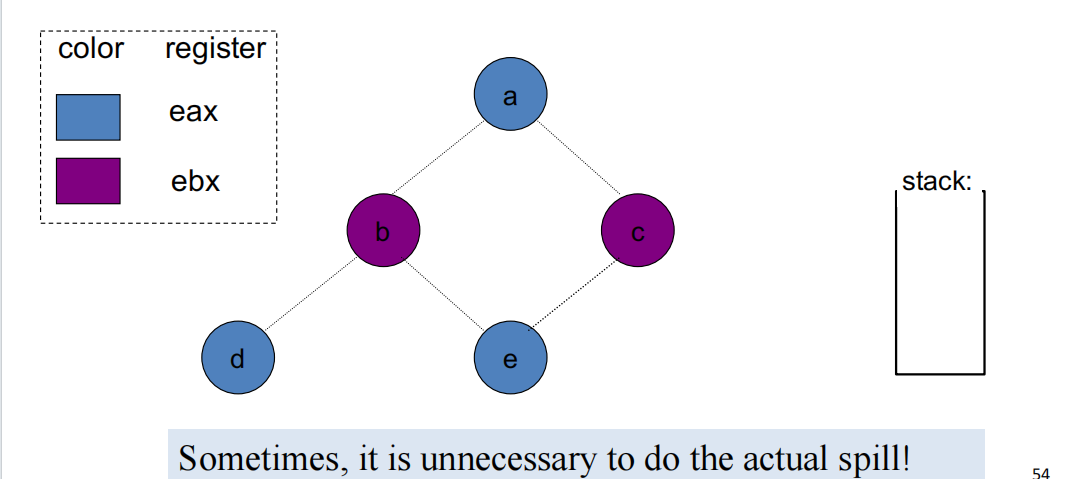 color register
eax
ebx
a
b
c
d
e
stack:
Sometimes, it is unnecessary to do the actual spill!
54